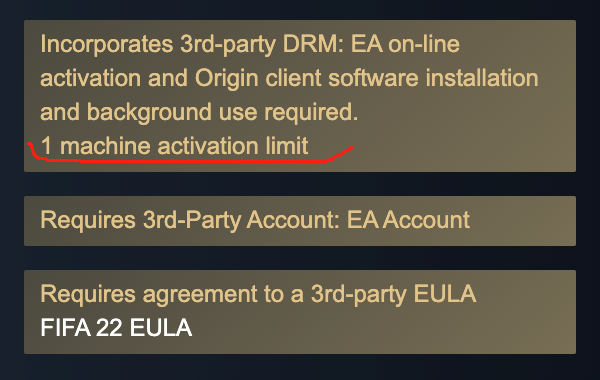 Incorporates 3rd-party DRM: EA on-line
activation and Origin client software installation
and background use required.
1 machine activation limit
Requires 3rd-Party Account: EA Account
Requires agreement to a 3rd-party EULA
FIFA 22 EULA